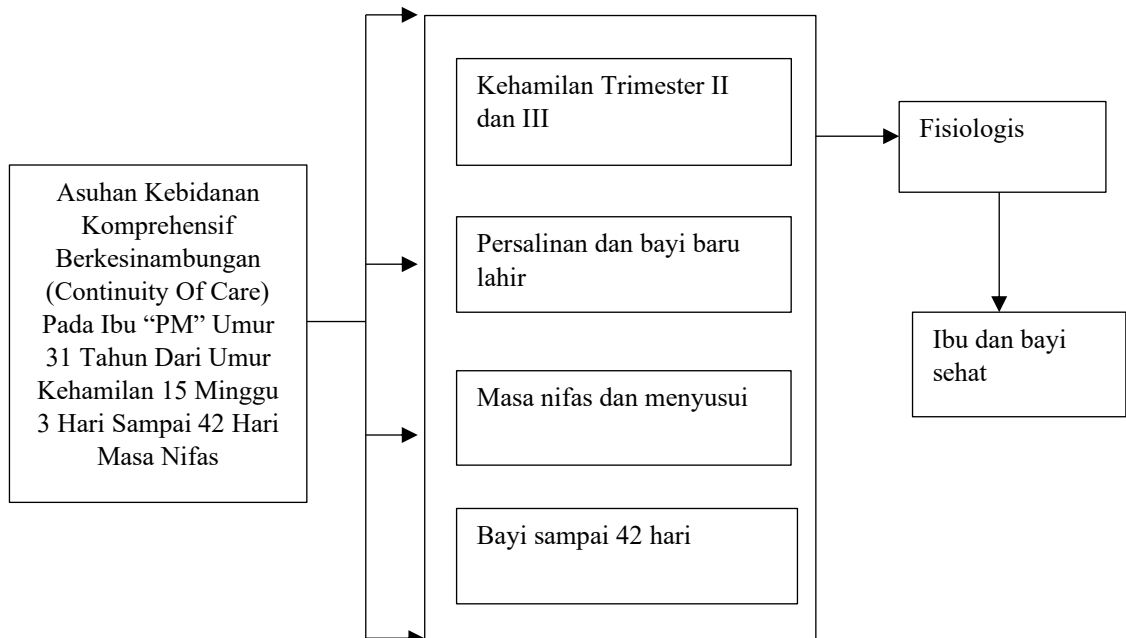 Asuhan Kebidanan
Komprehensif
Berkesinambungan
(Continuity Of Care)
Pada Ibu “PM” Umur
31 Tahun Dari Umur
Kehamilan 15 Minggu
3 Hari Sampai 42 Hari
Masa Nifas
Kehamilan Trimester II
dan III
Persalinan dan bayi baru
lahir
Masa nifas dan menyusui
Bayi sampai 42 hari
Fisiologis
Ibu dan bayi
sehat